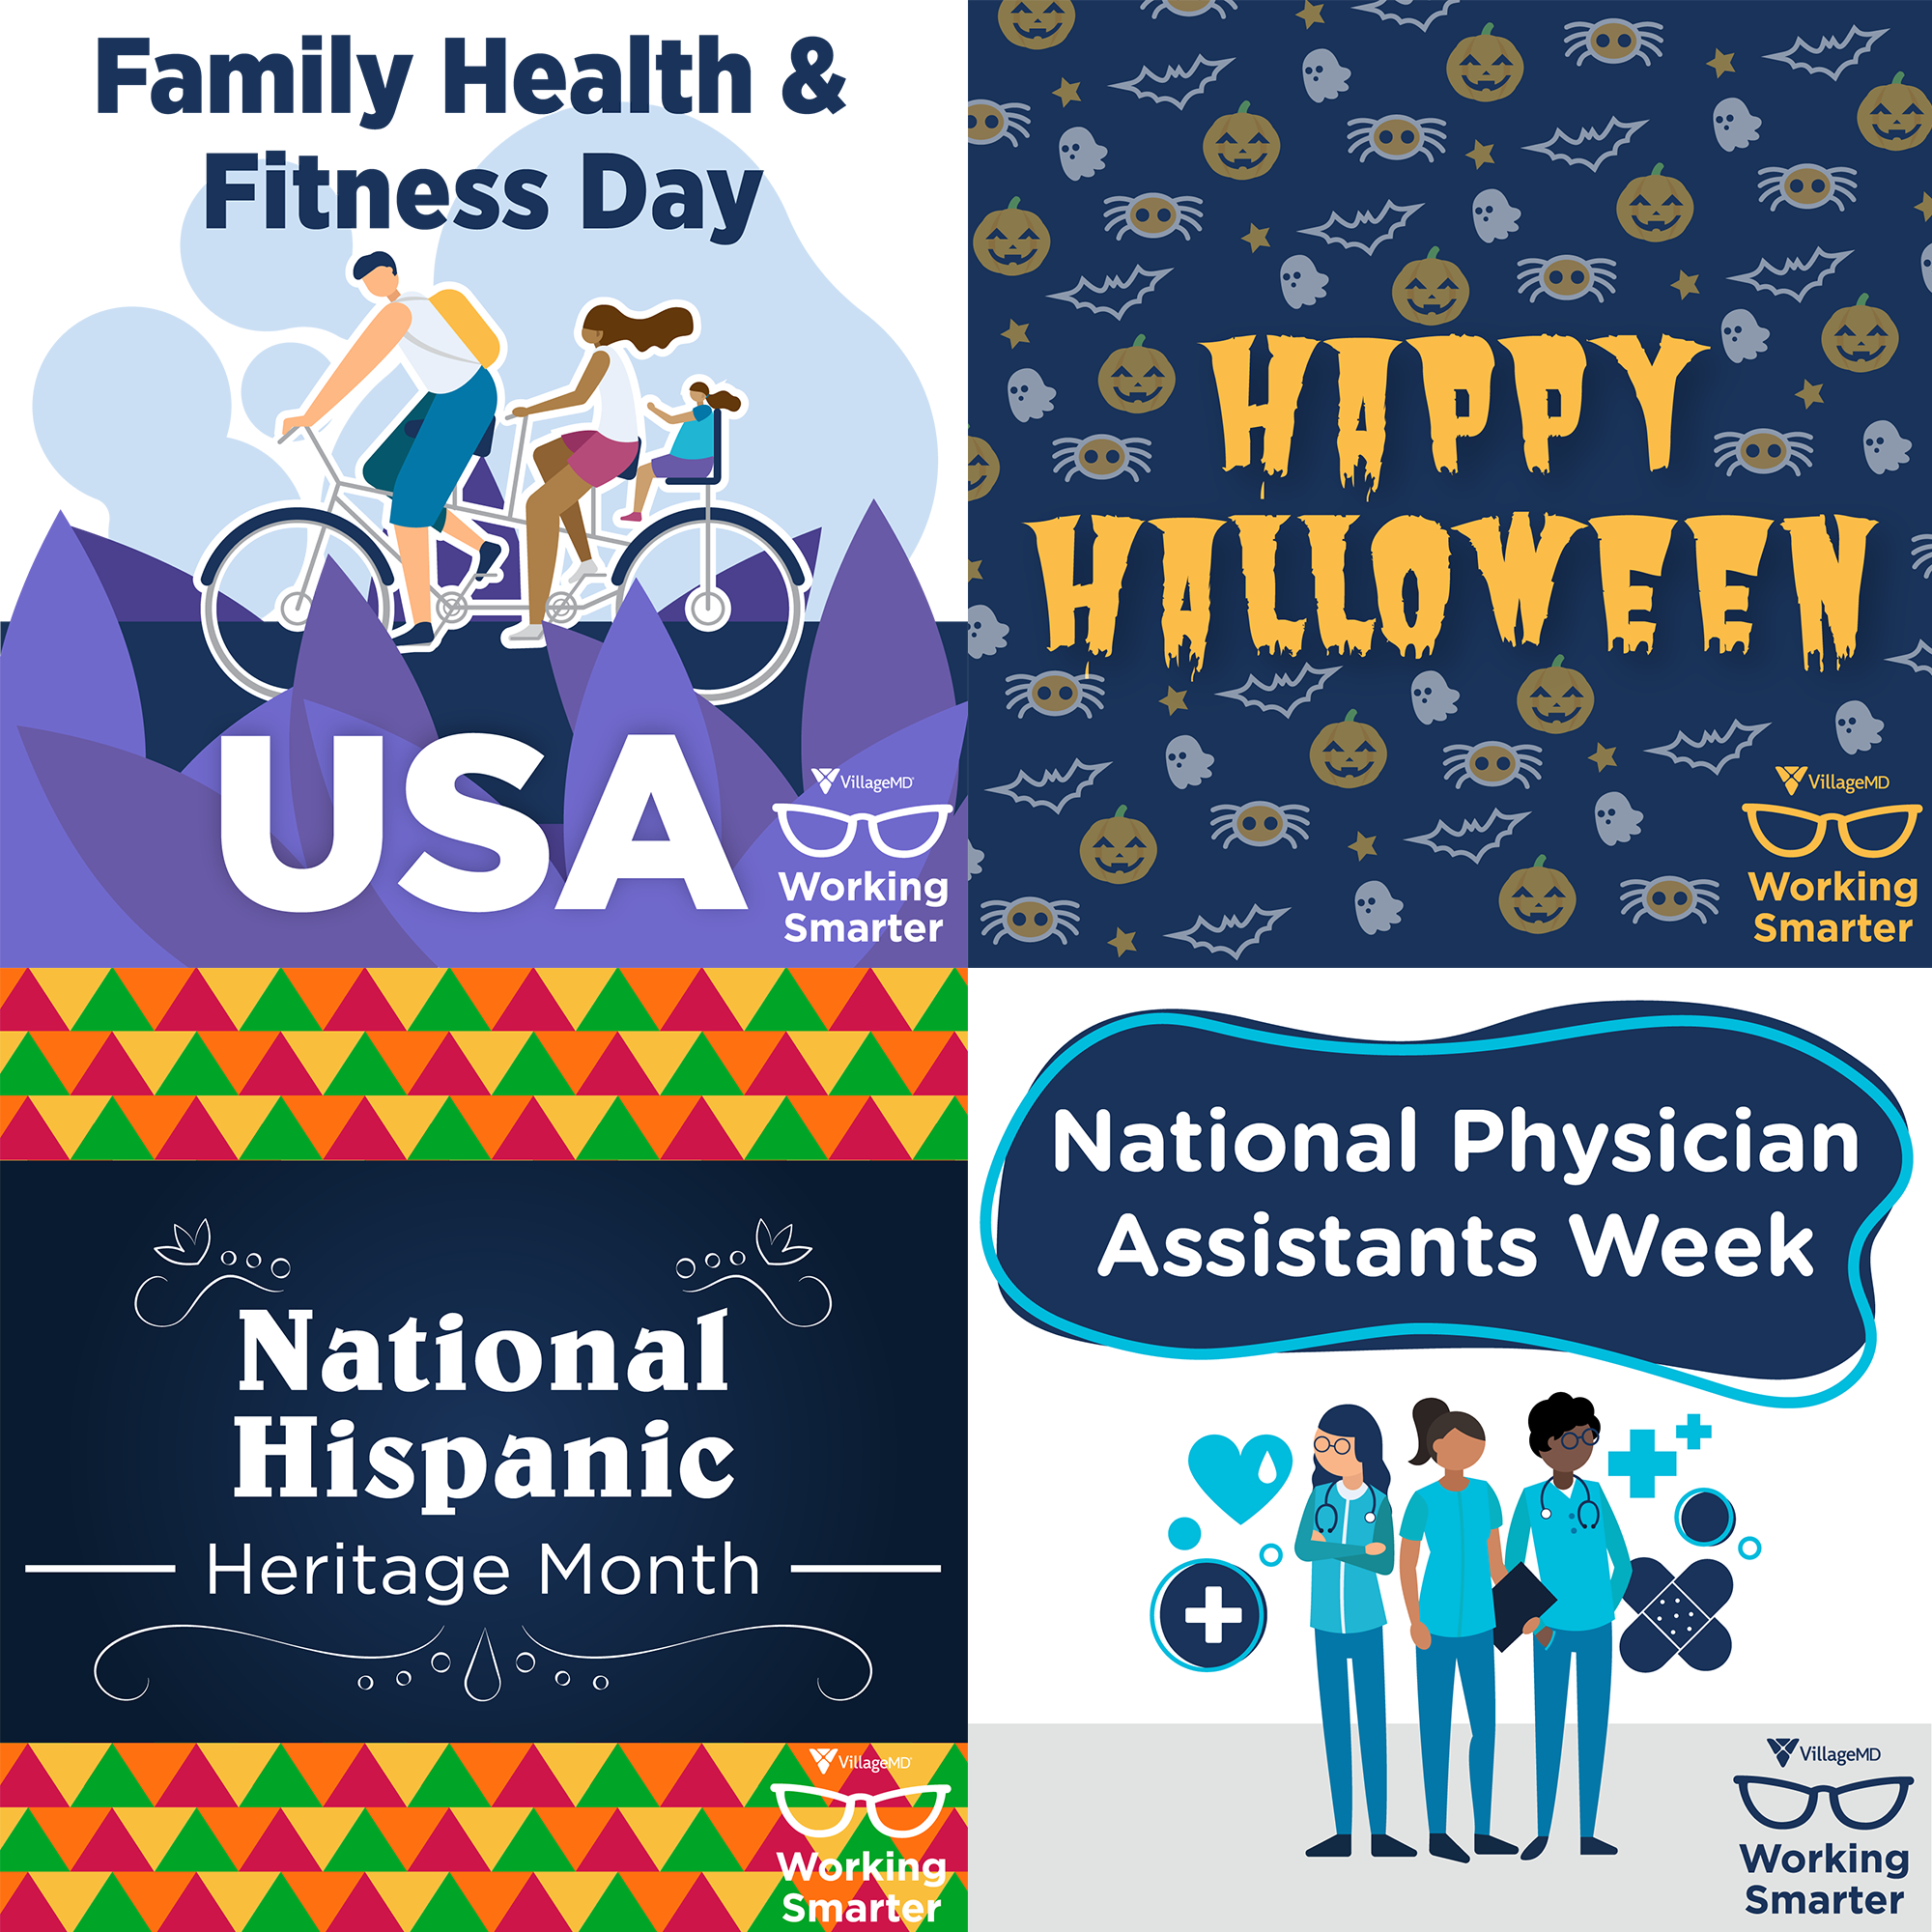 Family Health &
Fitness Day
USA
VillageMD
Working
Smarter
HAPPY
HALLOWEEN
VillageMD
Working
Smarter
National
Hispanic
Heritage Month
VillageMD
Working
Smarter
National Physician
Assistants Week
VillageMD
Working
Smarter